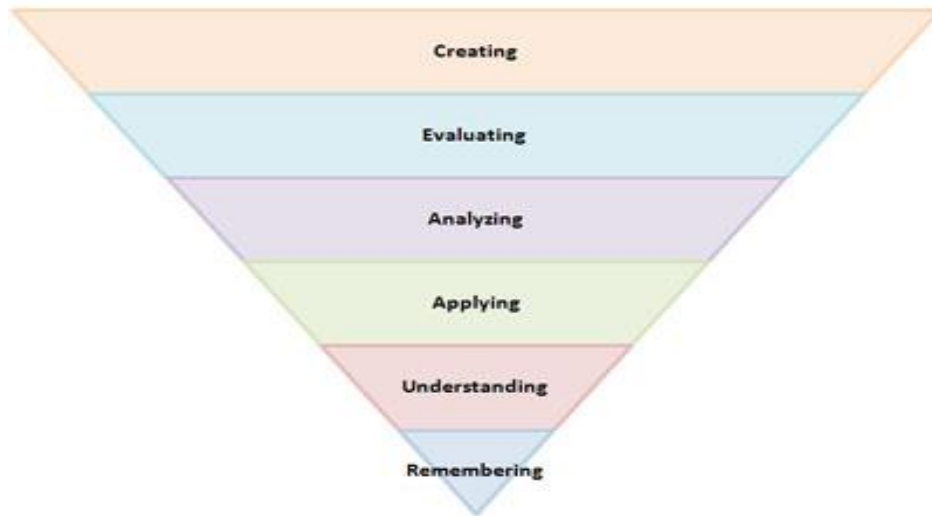 Creating
Evaluating
Analyzing
Applying
Understanding
Remembering